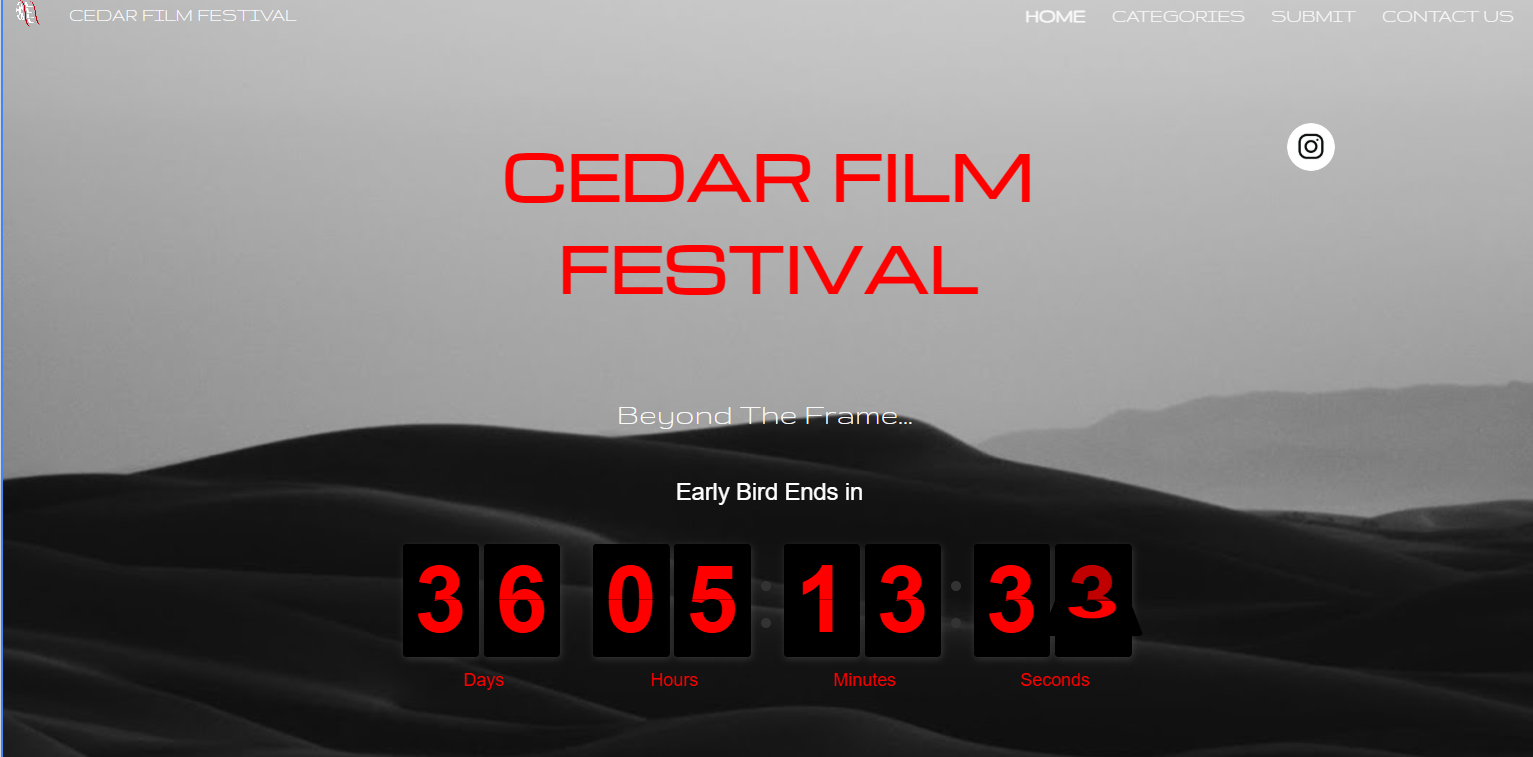 CEDAR FILM FESTIVAL
HOME CATEGORIES SUBMIT CONTACT US
CEDAR FILM
FESTIVAL
Beyond The Frame...
Early Bird Ends in
36 05 13 33
Days Hours Minutes Seconds